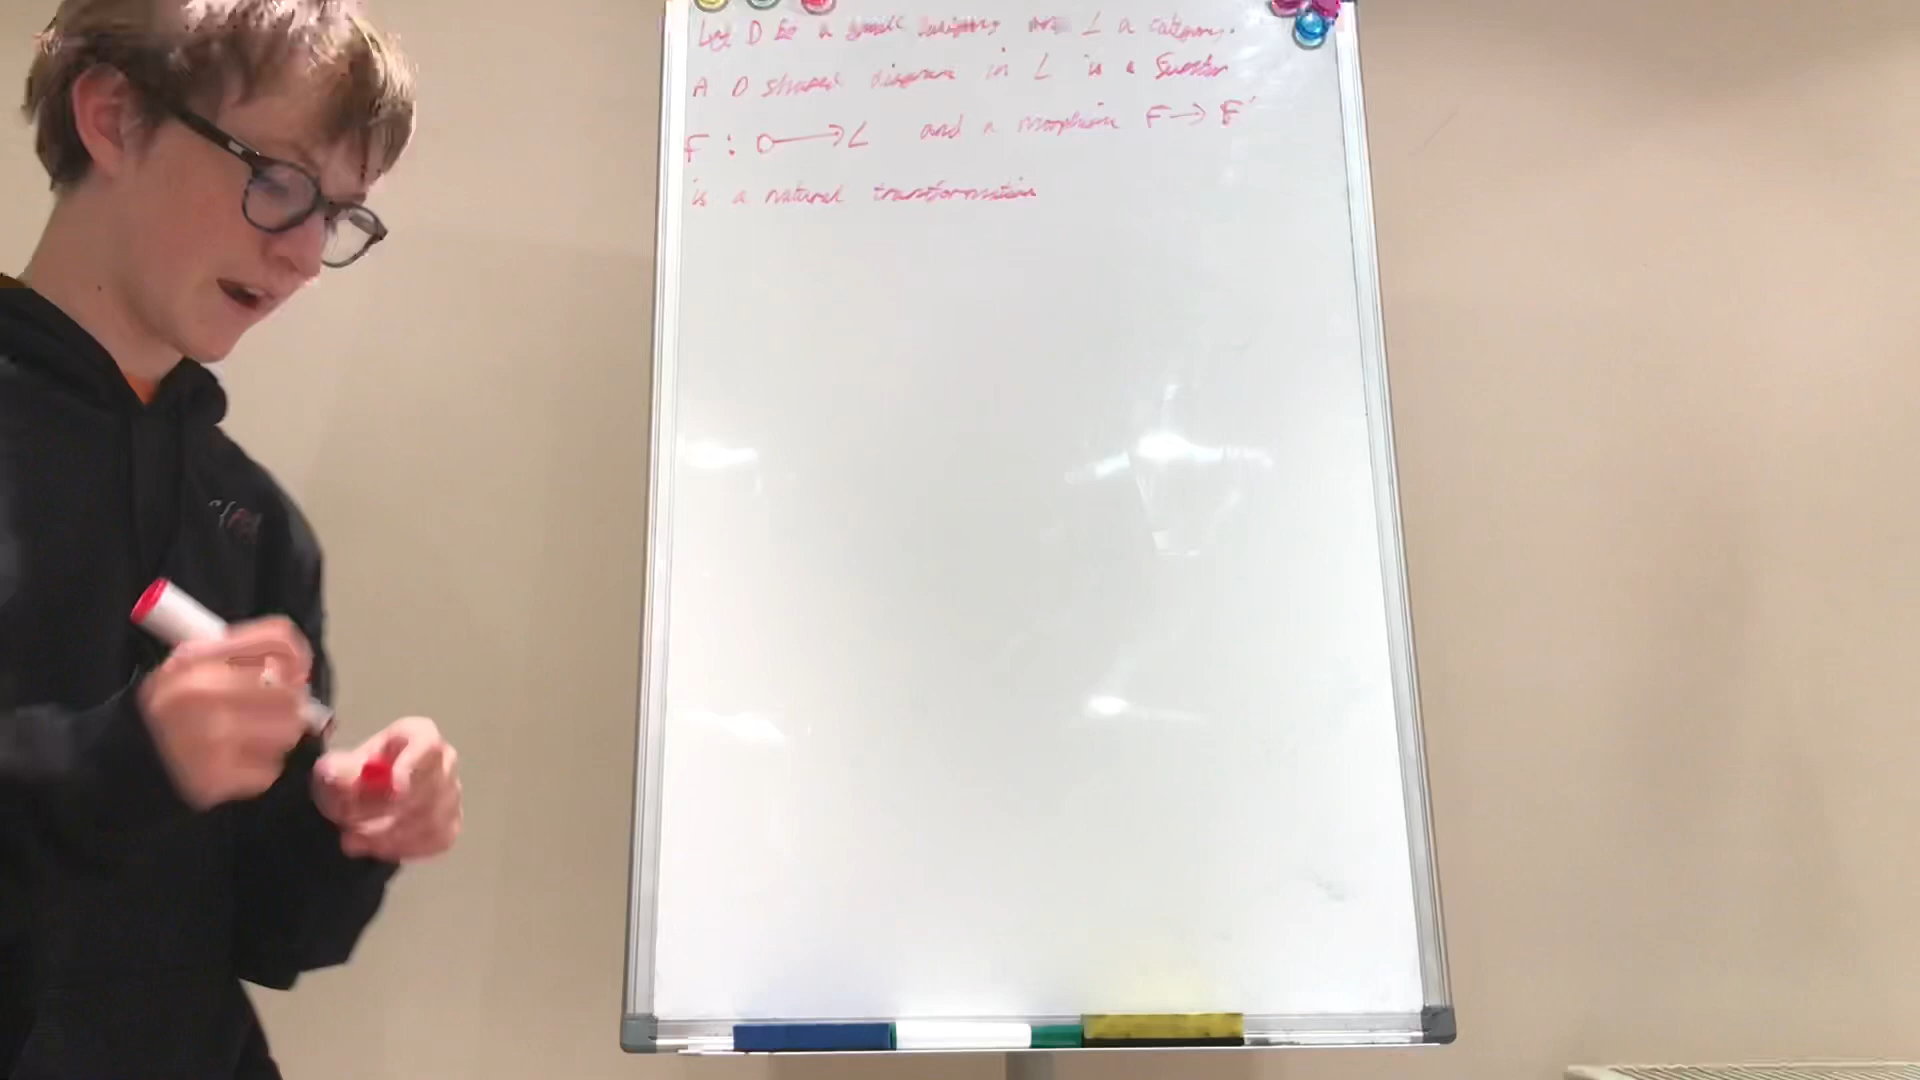 Let D be a small category and L a category.
A D shaped diagram in L is a functor
F : D → L and a morphism F → F'
is a natural transformation